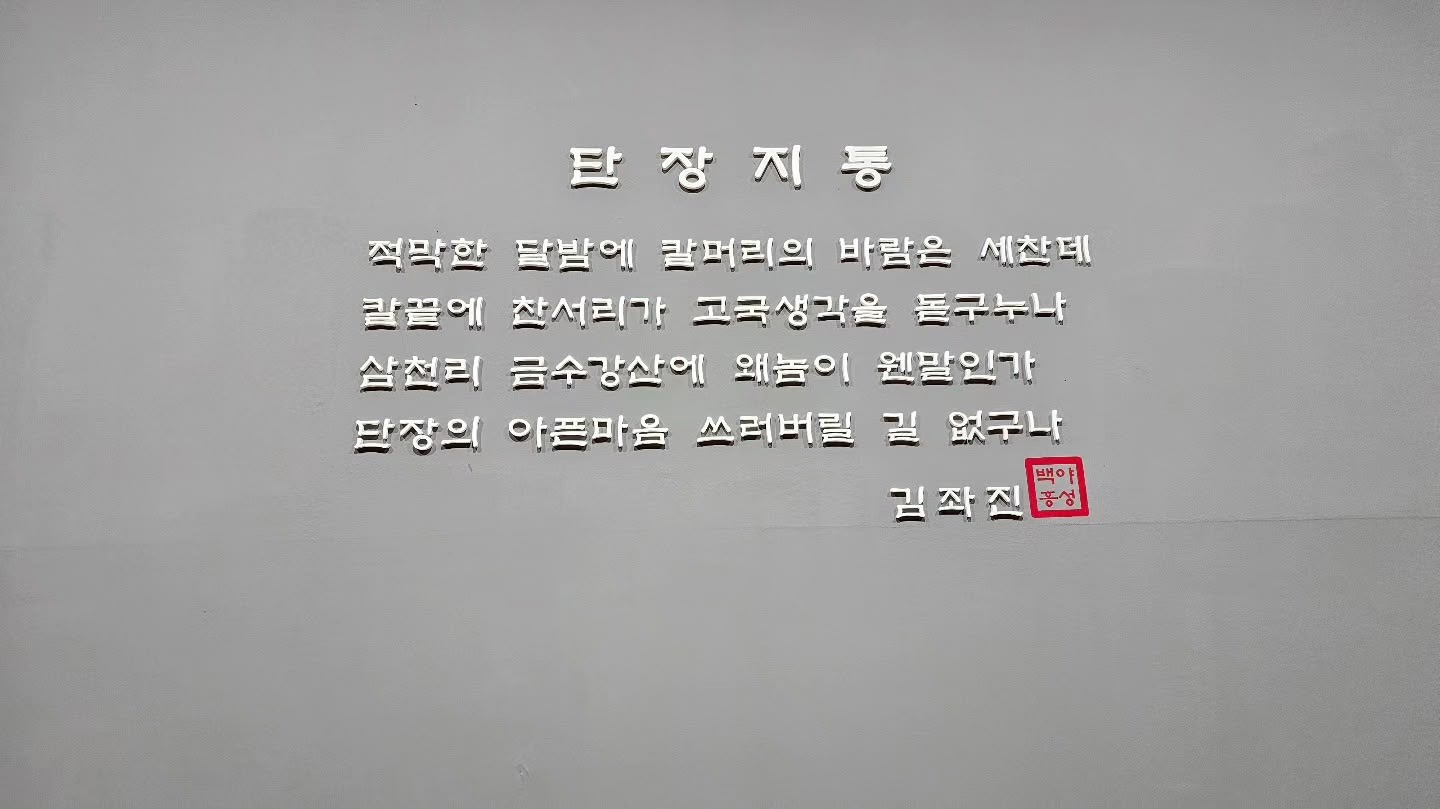 단장지통
적막한 달밤에 칼머리의 바람은 세찬데
칼끝에 찬서리가 고국생각을 돋구누나
삼천리 금수강산에 왜놈이 웬말인가
단장의 아픈마음 쓰러버릴 길 없구나
김좌진
백야
홍성